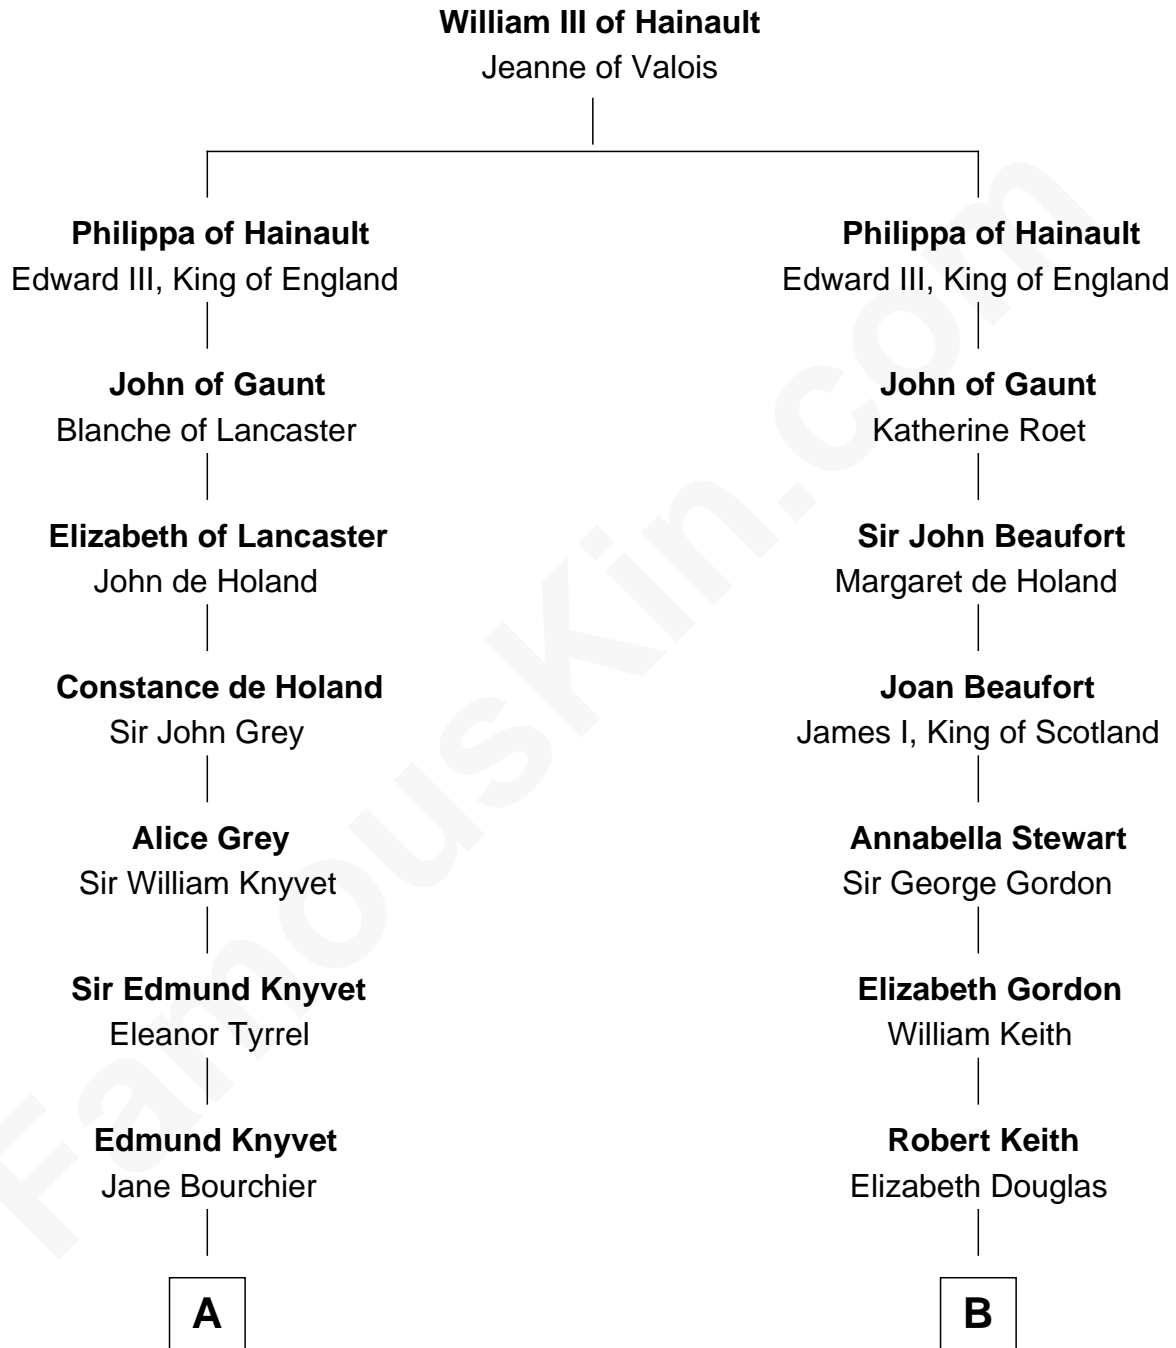 William III of Hainault
Jeanne of Valois
Philippa of Hainault
Edward III, King of England
John of Gaunt
Blanche of Lancaster
Elizabeth of Lancaster
John de Holand
Constance de Holand
Sir John Grey
Alice Grey
Sir William Knyvet
Sir Edmund Knyvet
Eleanor Tyrrel
Edmund Knyvet
Jane Bourchier
A
Philippa of Hainault
Edward III, King of England
John of Gaunt
Katherine Roet
Sir John Beaufort
Margaret de Holand
Joan Beaufort
James I, King of Scotland
Annabella Stewart
Sir George Gordon
Elizabeth Gordon
William Keith
Robert Keith
Elizabeth Douglas
B
FamousKin.com